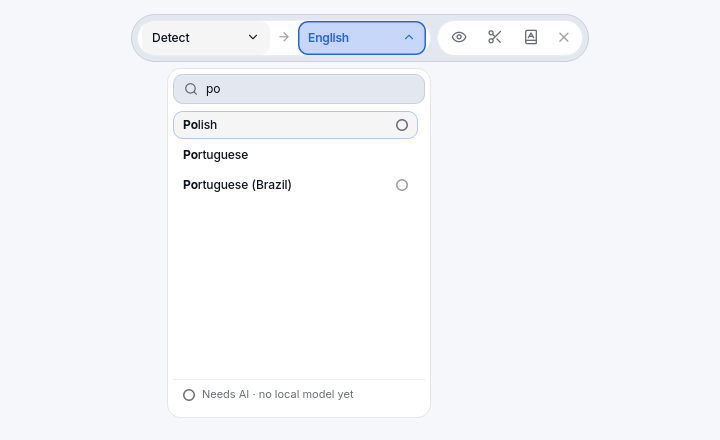 Detect
English
po
Polish
Portuguese
Portuguese (Brazil)
Needs AI · no local model yet